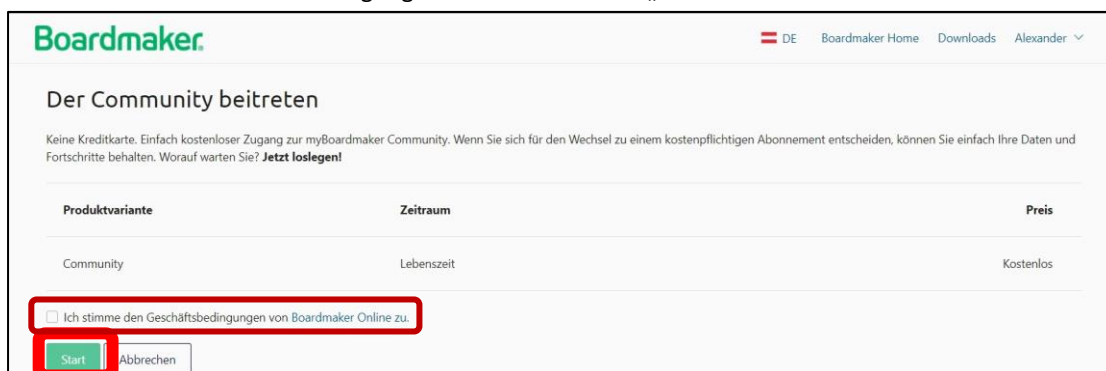 Boardmaker.
DE Boardmaker Home Downloads Alexander
Der Community beitreten
Keine Kreditkarte. Einfach kostenloser Zugang zur myBoardmaker Community. Wenn Sie sich für den Wechsel zu einem kostenpflichtigen Abonnement entscheiden, können Sie einfach Ihre Daten und
Fortschritte behalten. Worauf warten Sie? Jetzt loslegen!
Produktvariante Zeitraum Preis
Community Lebenszeit Kostenlos
Ich stimme den Geschäftsbedingungen von Boardmaker Online zu.
Start Abbrechen